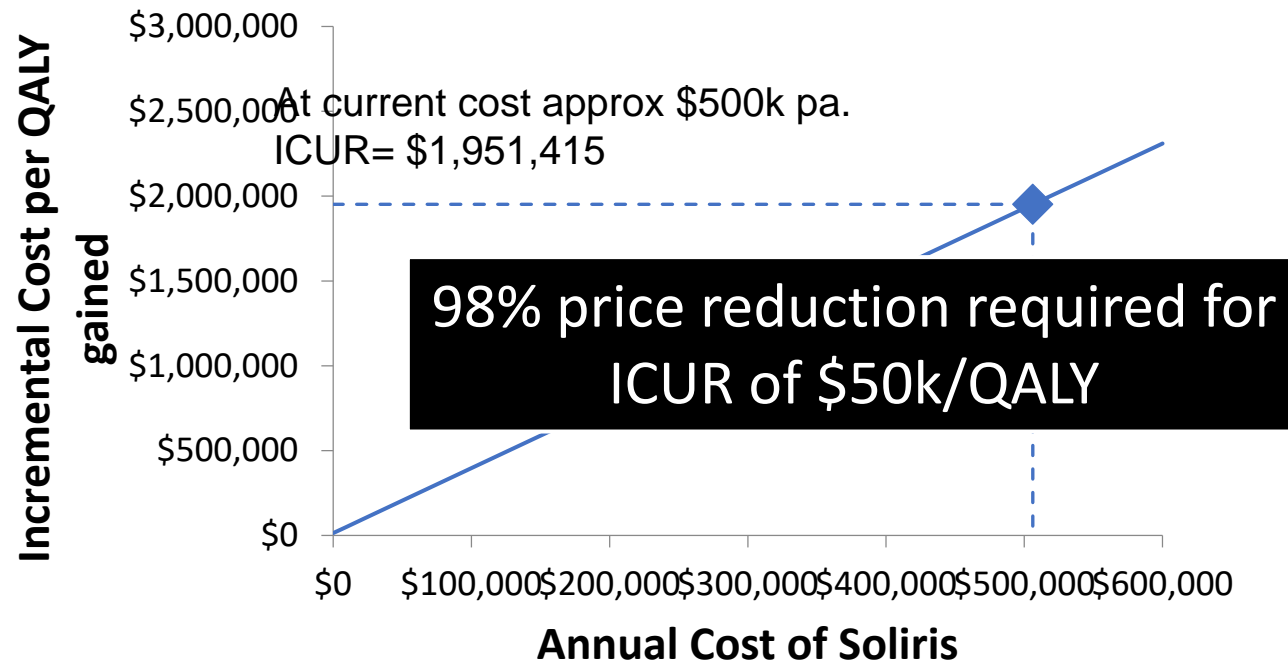 $3,000,000
$2,500,000
$2,000,000
$1,500,000
$1,000,000
$500,000
$0
Incremental Cost per QALY
gained
At current cost approx $500k pa.
ICUR= $1,951,415
98% price reduction required for
ICUR of $50k/QALY
$0 $100,000 $200,000 $300,000 $400,000 $500,000 $600,000
Annual Cost of Soliris